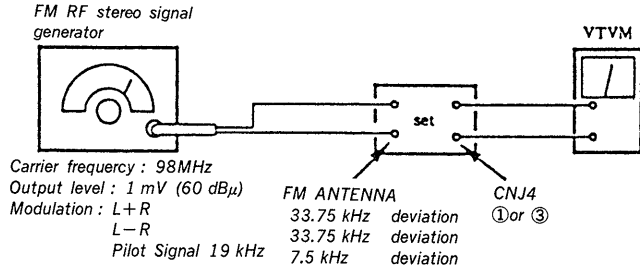 FM RF stereo signal
generator
VTVM
set
Carrier frequercy : 98MHz
Output level : 1 mV (60 dBμ)
Modulation : L+R
L−R
Pilot Signal 19 kHz
FM ANTENNA
33.75 kHz deviation
33.75 kHz deviation
7.5 kHz deviation
CNJ4
①or ③